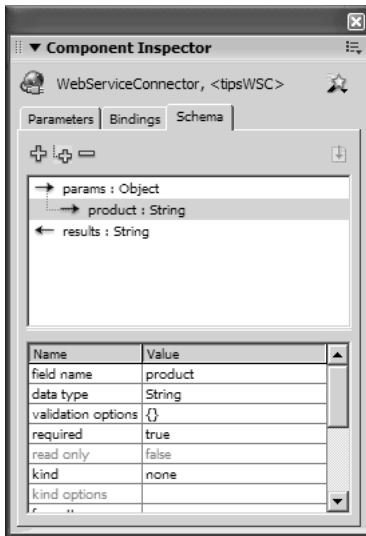 Component Inspector
WebServiceConnector, <tipsWSC>
Parameters Bindings Schema
params : Object
product : String
results : String
Name Value
field name product
data type String
validation options {}
required true
read only false
kind none
kind options